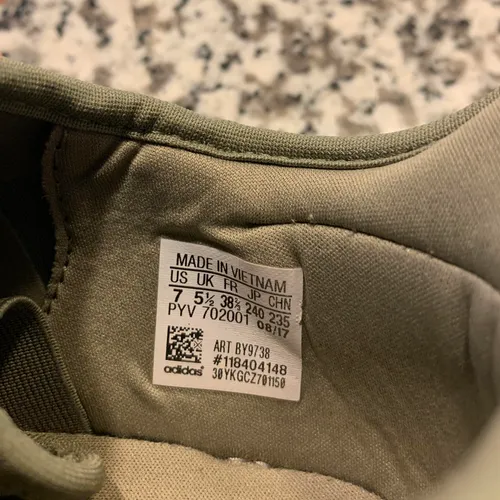 MADE IN VIETNAM
US UK FR JP CHN
7 5½ 38⅔ 240 235
PYV 702001 08/17
ART BY9738
#118404148
adidas® 30YKGCZ701150